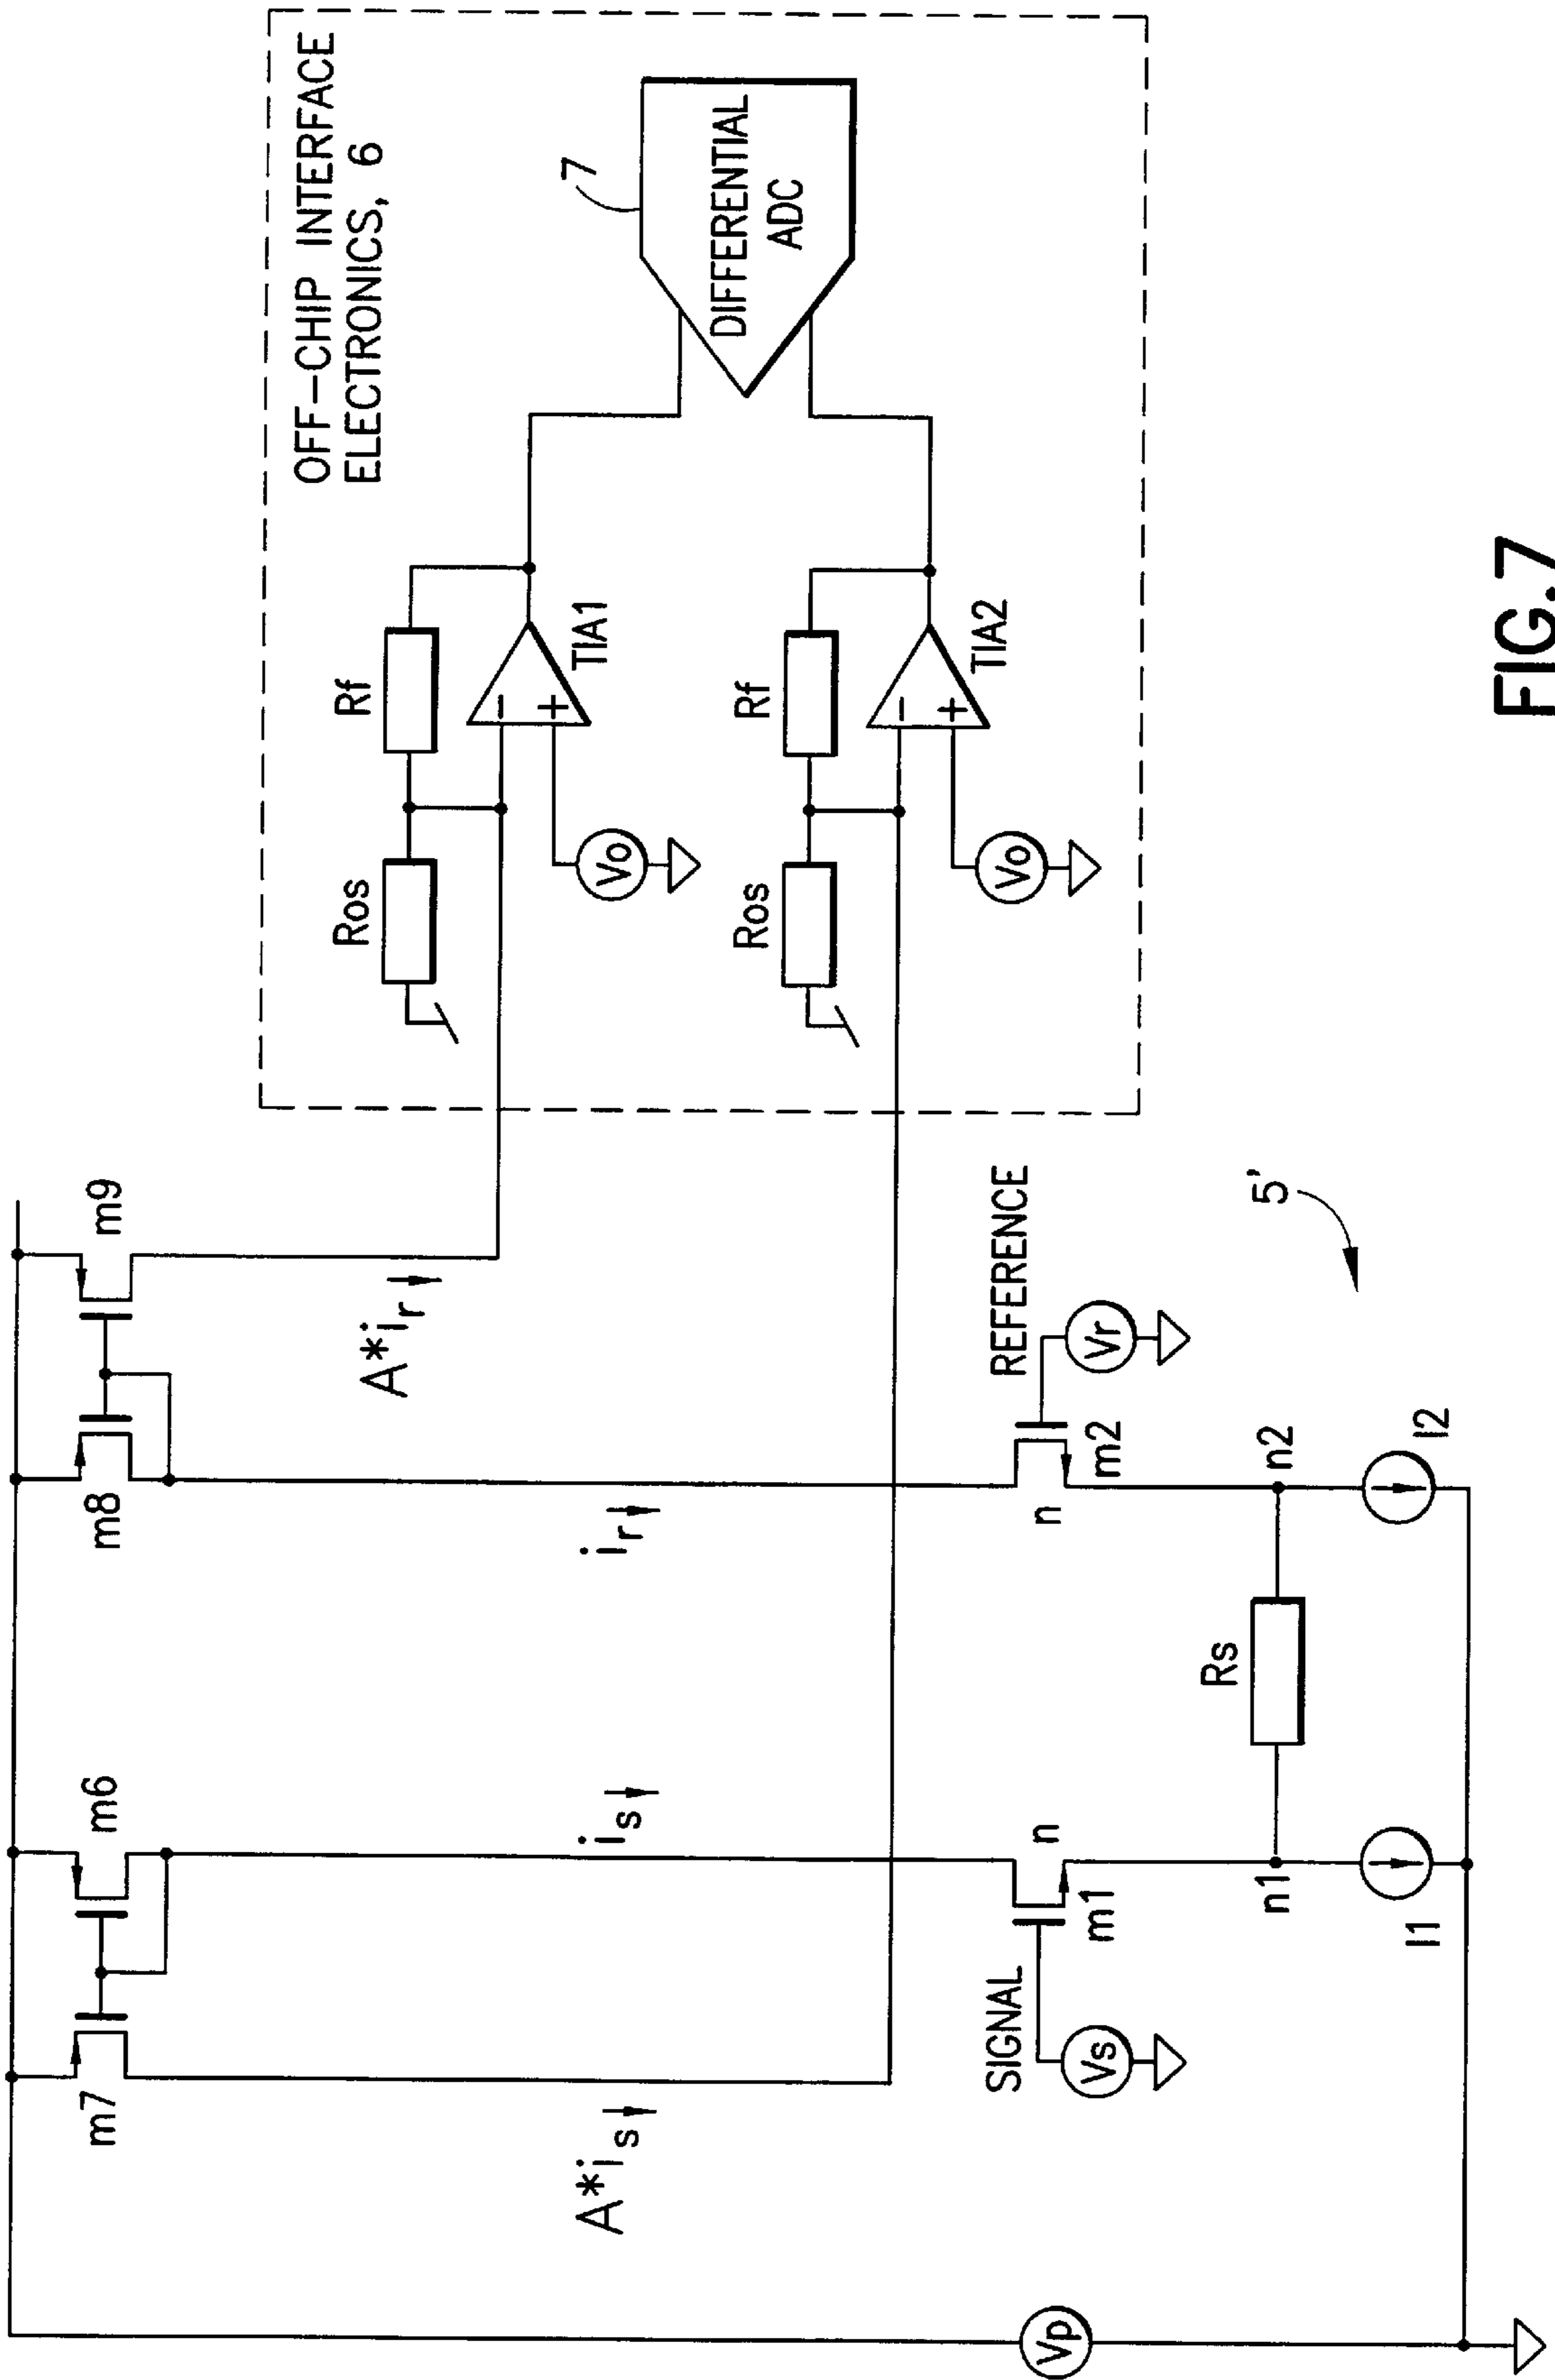 OFF-CHIP INTERFACE
ELECTRONICS, 6
7
DIFFERENTIAL
ADC
Rf
Ros
TIA1
-
+
Vo
Rf
Ros
TIA2
-
+
Vo
m7
m6
m8
m9
A*is
is
ir
A*ir
SIGNAL
Vs
m1
n
n
m2
REFERENCE
Vr
n1
Rs
n2
I1
I2
Vp
5'
FIG.7